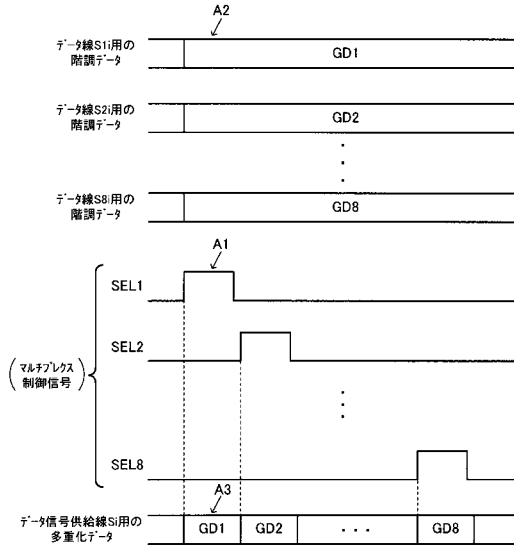 A2
データ線S1i用の
階調データ
GD1
データ線S2i用の
階調データ
GD2
データ線S8i用の
階調データ
GD8
A1
SEL1
SEL2
(マルチプレクス
制御信号)
SEL8
A3
データ信号供給線Si用の
多重化データ
GD1 GD2 ・・・ GD8